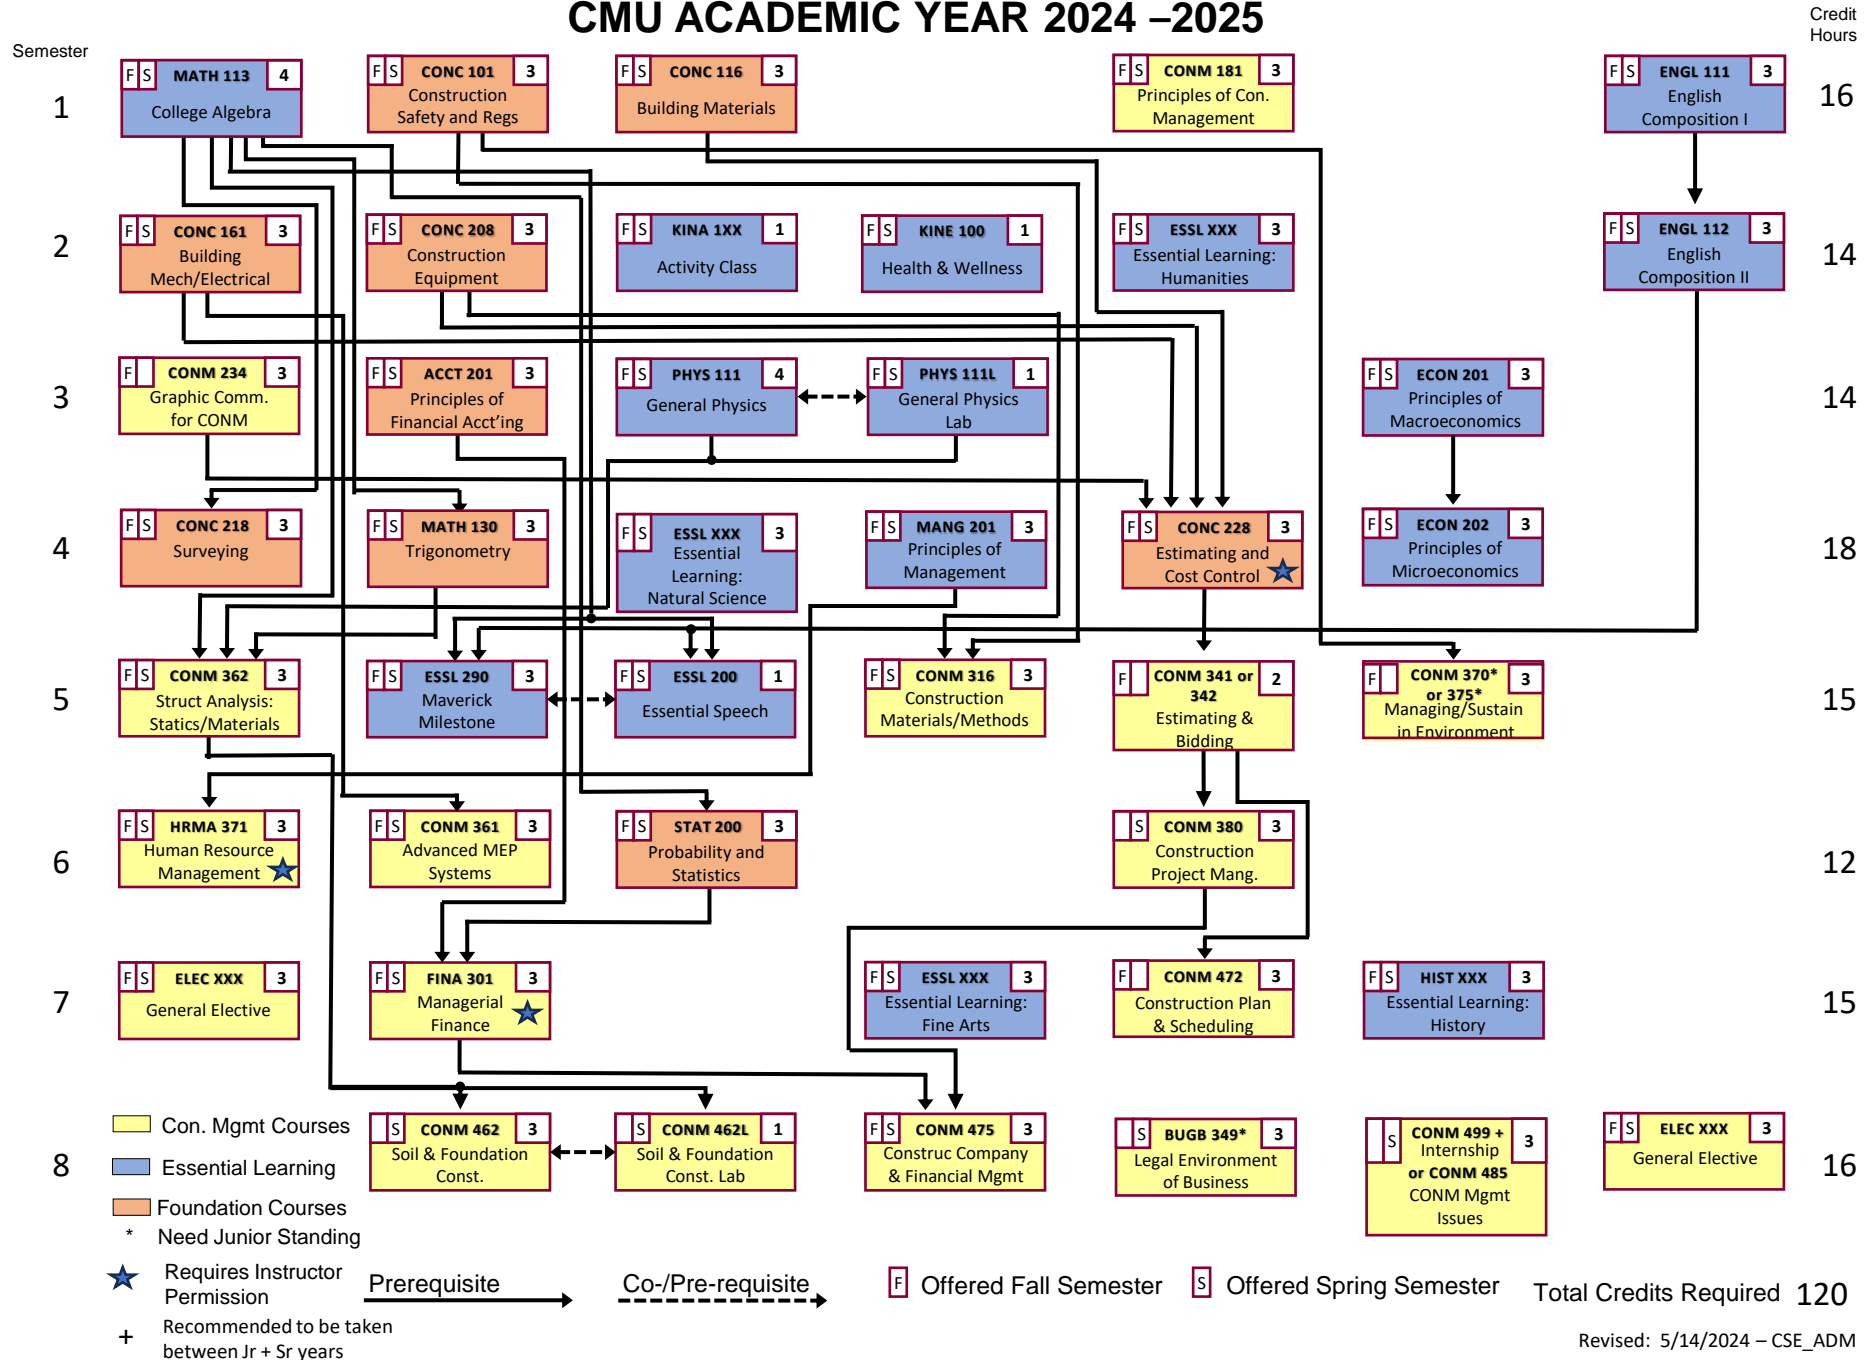 CMU ACADEMIC YEAR 2024 –2025
Credit
Hours
Semester
1
F S MATH 113 4
College Algebra
F S CONC 101 3
Construction
Safety and Regs
F S CONC 116 3
Building Materials
F S CONM 181 3
Principles of Con.
Management
F S ENGL 111 3
English
Composition I
16
2
F S CONC 161 3
Building
Mech/Electrical
F S CONC 208 3
Construction
Equipment
F S KINA 1XX 1
Activity Class
F S KINE 100 1
Health & Wellness
F S ESSL XXX 3
Essential Learning:
Humanities
F S ENGL 112 3
English
Composition II
14
3
F CONM 234 3
Graphic Comm.
for CONM
F S ACCT 201 3
Principles of
Financial Acct'ing
F S PHYS 111 4
General Physics
F S PHYS 111L 1
General Physics
Lab
F S ECON 201 3
Principles of
Macroeconomics
14
4
F S CONC 218 3
Surveying
F S MATH 130 3
Trigonometry
F S ESSL XXX 3
Essential
Learning:
Natural Science
F S MANG 201 3
Principles of
Management
F S CONC 228 3
Estimating and
Cost Control
F S ECON 202 3
Principles of
Microeconomics
18
5
F S CONM 362 3
Struct Analysis:
Statics/Materials
F S ESSL 290 3
Maverick
Milestone
F S ESSL 200 1
Essential Speech
F S CONM 316 3
Construction
Materials/Methods
F CONM 341 or 2
342
Estimating &
Bidding
F CONM 370* 3
or 375*
Managing/Sustain
in Environment
15
6
F S HRMA 371 3
Human Resource
Management
F S CONM 361 3
Advanced MEP
Systems
F S STAT 200 3
Probability and
Statistics
S CONM 380 3
Construction
Project Mang.
12
7
F S ELEC XXX 3
General Elective
F S FINA 301 3
Managerial
Finance
F S ESSL XXX 3
Essential Learning:
Fine Arts
F CONM 472 3
Construction Plan
& Scheduling
F S HIST XXX 3
Essential Learning:
History
15
8
S CONM 462 3
Soil & Foundation
Const.
S CONM 462L 1
Soil & Foundation
Const. Lab
F S CONM 475 3
Construc Company
& Financial Mgmt
S BUGB 349* 3
Legal Environment
of Business
S CONM 499 + 3
Internship
or CONM 485
CONM Mgmt
Issues
F S ELEC XXX 3
General Elective
16
Con. Mgmt Courses
Essential Learning
Foundation Courses
* Need Junior Standing
Requires Instructor
Permission
+ Recommended to be taken
between Jr + Sr years
Prerequisite
Co-/Pre-requisite
F Offered Fall Semester
S Offered Spring Semester
Total Credits Required 120
Revised: 5/14/2024 – CSE_ADM